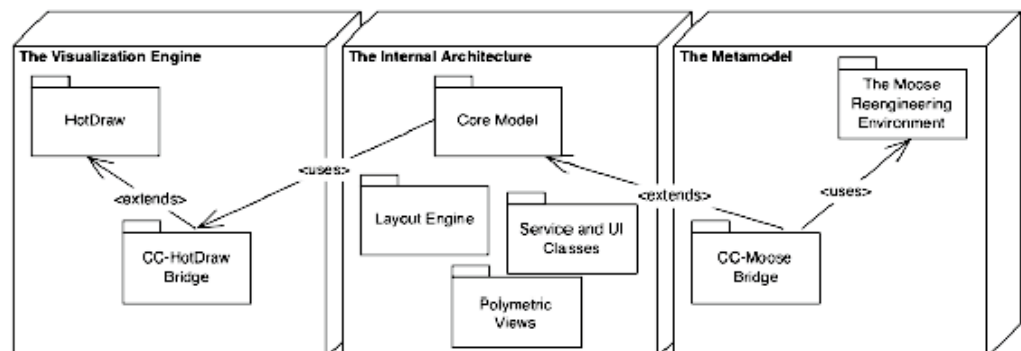 The Visualization Engine
HotDraw
<extends>
CC-HotDraw
Bridge
<uses>
The Internal Architecture
Core Model
Layout Engine
Service and UI
Classes
Polymetric
Views
<extends>
The Metamodel
The Moose
Reengineering
Environment
<uses>
CC-Moose
Bridge